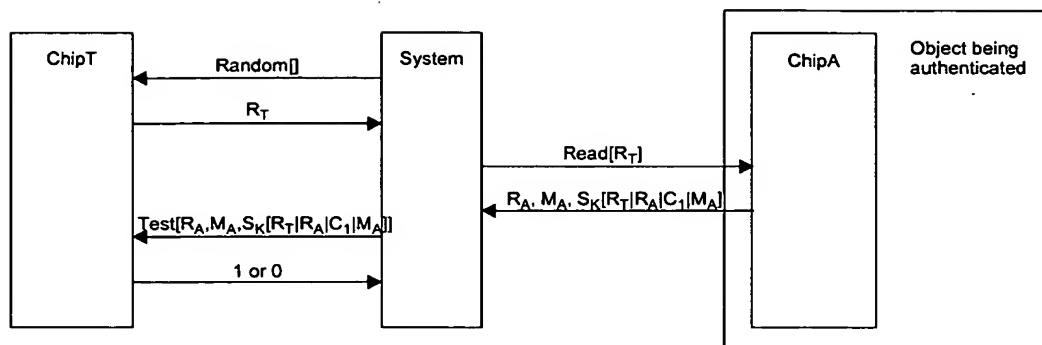 ChipT
System
ChipA
Object being
authenticated
Random[]
R_T
Read[R_T]
R_A, M_A, S_K[R_T|R_A|C_1|M_A]
Test[R_A,M_A,S_K[R_T|R_A|C_1|M_A]]
1 or 0